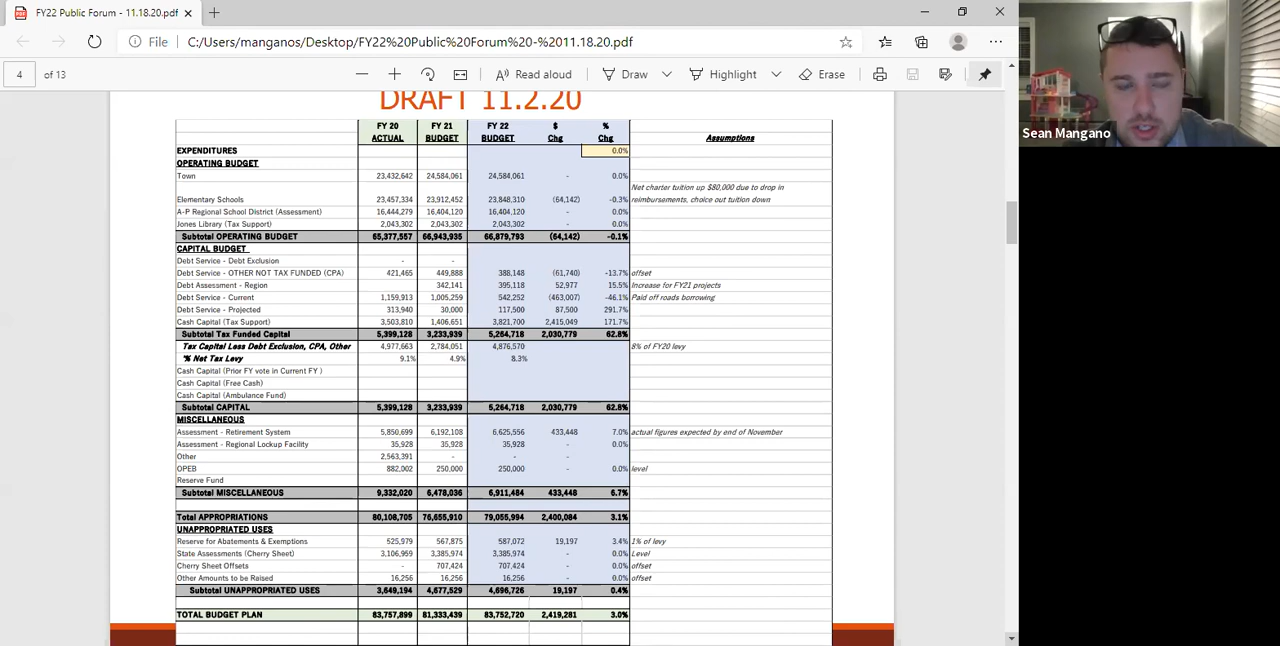 FY22 Public Forum - 11.18.20.pdf
File C:/Users/manganos/Desktop/FY22%20Public%20Forum%20-%2011.18.20.pdf
4 of 13 Read aloud Draw Highlight Erase
Sean Mangano
DRAFT 11.2.20
FY 20 FY 21 FY 22 $ %
ACTUAL BUDGET BUDGET Chg Chg Assumptions
EXPENDITURES 0.0%
OPERATING BUDGET
Town 23,432,642 24,584,061 24,584,061 - 0.0%
Net charter tuition up $80,000 due to drop in
Elementary Schools 23,457,334 23,912,452 23,848,310 (64,142) -0.3% reimbursements, choice out tuition down
A-P Regional School District (Assessment) 16,444,279 16,404,120 16,404,120 - 0.0%
Jones Library (Tax Support) 2,043,302 2,043,302 2,043,302 - 0.0%
Subtotal OPERATING BUDGET 65,377,557 66,943,935 66,879,793 (64,142) -0.1%
CAPITAL BUDGET
Debt Service - Debt Exclusion - -
Debt Service - OTHER NOT TAX FUNDED (CPA) 421,465 449,888 388,148 (61,740) -13.7% offset
Debt Assessment - Region 342,141 395,118 52,977 15.5% Increase for FY21 projects
Debt Service - Current 1,159,913 1,005,259 542,252 (463,007) -46.1% Paid off roads borrowing
Debt Service - Projected 313,940 30,000 117,500 87,500 291.7%
Cash Capital (Tax Support) 3,503,810 1,406,651 3,821,700 2,415,049 171.7%
Subtotal Tax Funded Capital 5,399,128 3,233,939 5,264,718 2,030,779 62.8%
Tax Capital Less Debt Exclusion, CPA, Other 4,977,663 2,784,051 4,876,570 8% of FY20 levy
% Net Tax Levy 9.1% 4.9% 8.3%
Cash Capital (Prior FY vote in Current FY )
Cash Capital (Free Cash)
Cash Capital (Ambulance Fund)
Subtotal CAPITAL 5,399,128 3,233,939 5,264,718 2,030,779 62.8%
MISCELLANEOUS
Assessment - Retirement System 5,850,699 6,192,108 6,625,556 433,448 7.0% actual figures expected by end of November
Assessment - Regional Lockup Facility 35,928 35,928 35,928 - 0.0%
Other 2,563,391 - - -
OPEB 882,002 250,000 250,000 - 0.0% level
Reserve Fund
Subtotal MISCELLANEOUS 9,332,020 6,478,036 6,911,484 433,448 6.7%
Total APPROPRIATIONS 80,108,705 76,655,910 79,055,994 2,400,084 3.1%
UNAPPROPRIATED USES
Reserve for Abatements & Exemptions 525,979 567,875 587,072 19,197 3.4% 1% of levy
State Assessments (Cherry Sheet) 3,106,959 3,385,974 3,385,974 - 0.0% Level
Cherry Sheet Offsets - 707,424 707,424 - 0.0% offset
Other Amounts to be Raised 16,256 16,256 16,256 - 0.0% offset
Subtotal UNAPPROPRIATED USES 3,649,194 4,677,529 4,696,726 19,197 0.4%
TOTAL BUDGET PLAN 83,757,899 81,333,439 83,752,720 2,419,281 3.0%